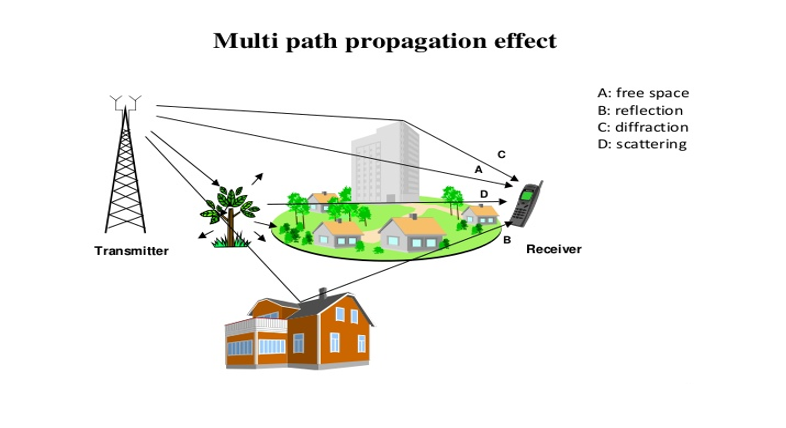 Multi path propagation effect
A: free space
B: reflection
C: diffraction
D: scattering
C
A
D
B
Transmitter
Receiver